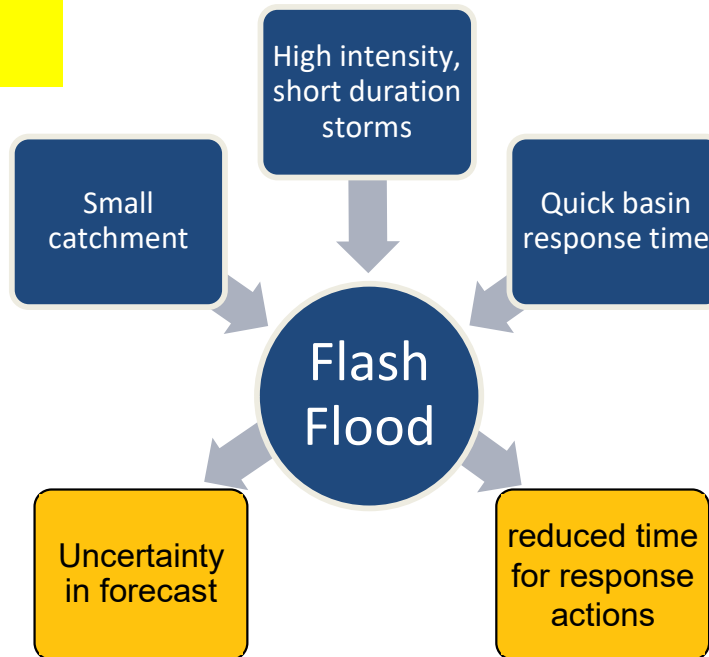 High intensity,
short duration
storms
Small
catchment
Quick basin
response time
Flash
Flood
Uncertainty
in forecast
reduced time
for response
actions